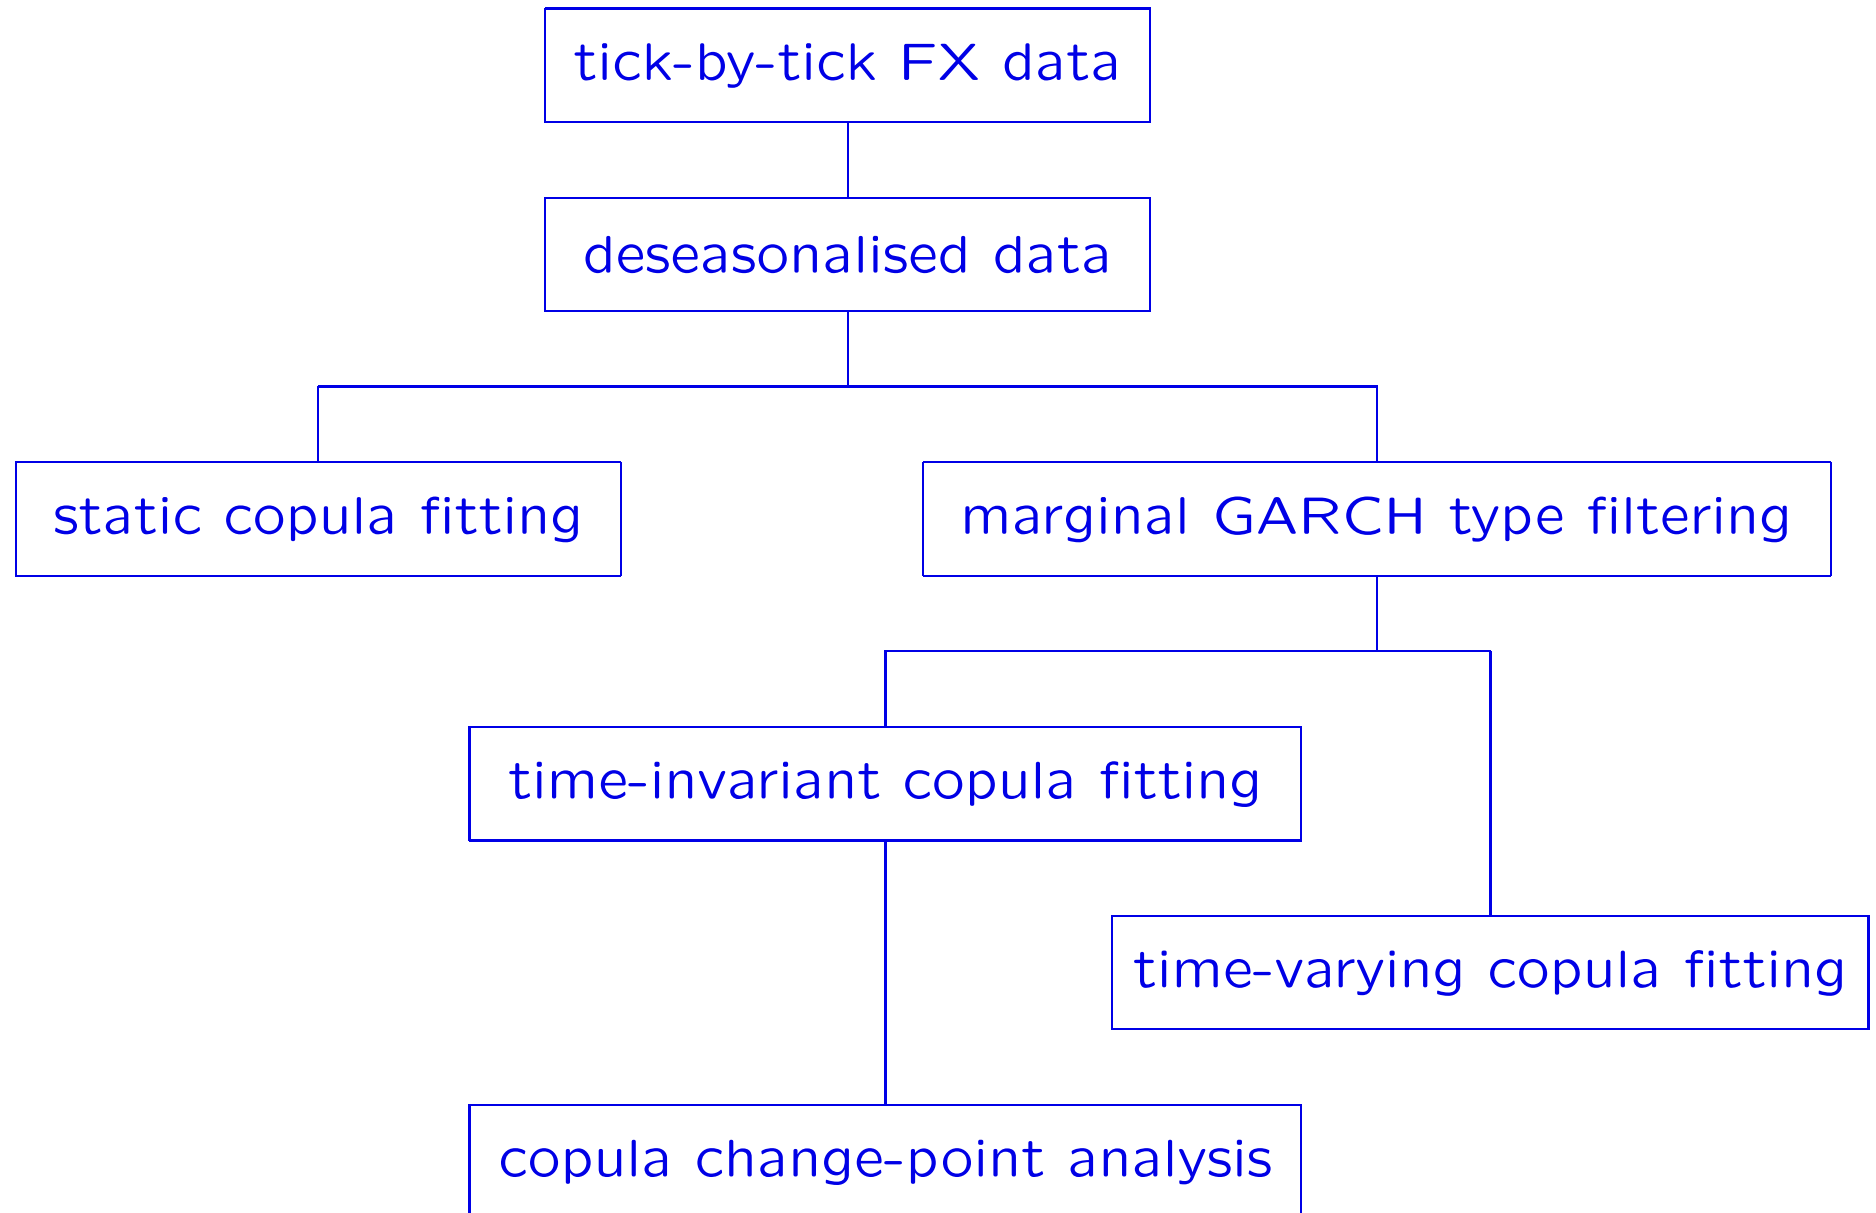 tick-by-tick FX data
deseasonalised data
static copula fitting
marginal GARCH type filtering
time-invariant copula fitting
time-varying copula fitting
copula change-point analysis